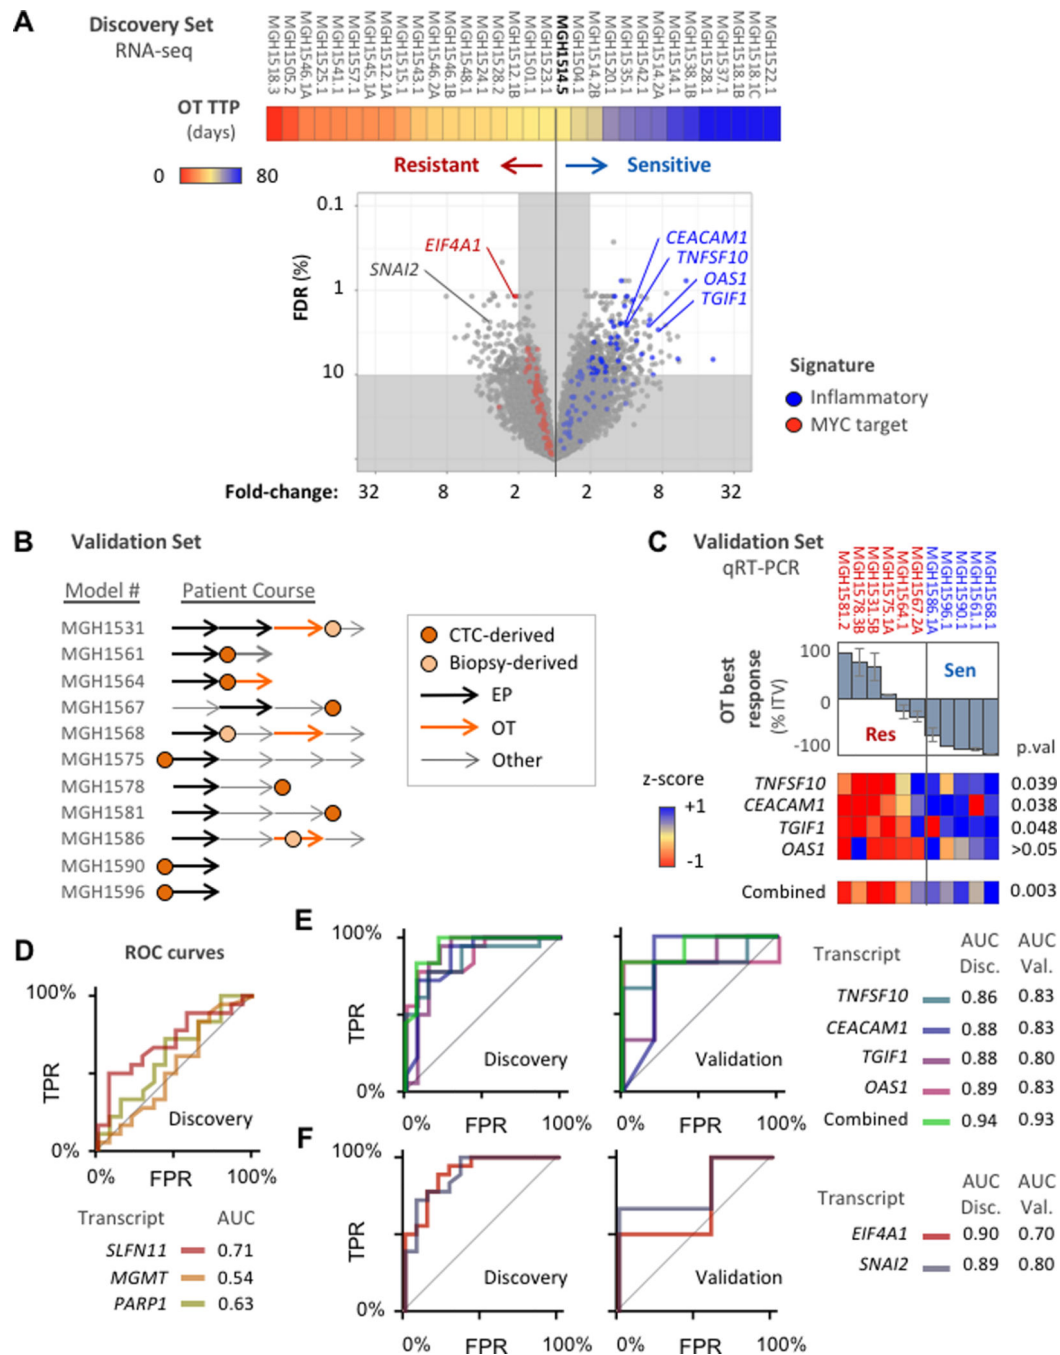 A
Discovery Set
RNA-seq
MGH1518.3
MGH1505.2
MGH1546.1A
MGH1525.1
MGH1541.1
MGH1557.1
MGH1545.1A
MGH1512.1A
MGH1515.1
MGH1543.1
MGH1546.2A
MGH1546.1B
MGH1548.1
MGH1524.1
MGH1528.2
MGH1512.1B
MGH1501.1
MGH1523.1
MGH1514.5
MGH1504.1
MGH1514.2B
MGH1520.1
MGH1535.1
MGH1542.1
MGH1514.2A
MGH1514.1
MGH1538.1B
MGH1528.1
MGH1537.1
MGH1518.1B
MGH1518.1C
MGH1522.1
OT TTP
(days)
0 80
Resistant Sensitive
0.1
1
10
FDR (%)
EIF4A1
SNAI2
CEACAM1
TNFSF10
OAS1
TGIF1
Signature
Inflammatory
MYC target
Fold-change: 32 8 2 2 8 32
B Validation Set
Model # Patient Course
MGH1531
MGH1561
MGH1564
MGH1567
MGH1568
MGH1575
MGH1578
MGH1581
MGH1586
MGH1590
MGH1596
CTC-derived
Biopsy-derived
EP
OT
Other
C Validation Set
qRT-PCR
MGH1581.2
MGH1578.3B
MGH1531.5B
MGH1575.1A
MGH1564.1
MGH1567.2A
MGH1586.1A
MGH1596.1
MGH1590.1
MGH1561.1
MGH1568.1
OT best
response
(% ITV)
100
0
-100
Sen
Res
p.val
z-score
+1
-1
TNFSF10 0.039
CEACAM1 0.038
TGIF1 0.048
OAS1 >0.05
Combined 0.003
D ROC curves
100%
TPR
0%
Discovery
0% FPR 100%
Transcript AUC
SLFN11 0.71
MGMT 0.54
PARP1 0.63
E
100%
TPR
0%
Discovery
Validation
0% FPR 100%
0% FPR 100%
Transcript AUC Disc. AUC Val.
TNFSF10 0.86 0.83
CEACAM1 0.88 0.83
TGIF1 0.88 0.80
OAS1 0.89 0.83
Combined 0.94 0.93
F
100%
TPR
0%
Discovery
Validation
0% FPR 100%
0% FPR 100%
Transcript AUC Disc. AUC Val.
EIF4A1 0.90 0.70
SNAI2 0.89 0.80